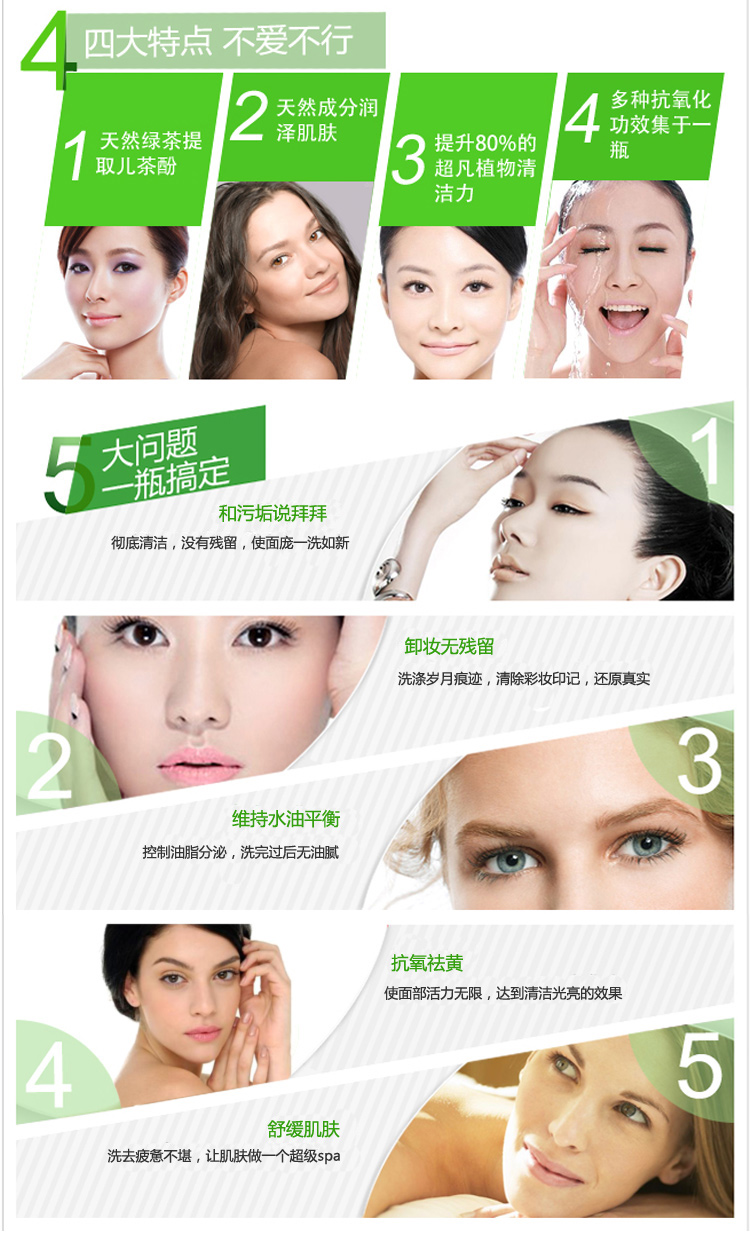 4 四大特点 不爱不行
1 天然绿茶提
取儿茶酚
2 天然成分润
泽肌肤
3 提升80%的
超凡植物清
洁力
4 多种抗氧化
功效集于一
瓶
5 大问题
一瓶搞定
1
和污垢说拜拜
彻底清洁，没有残留，使面庞一洗如新
2
卸妆无残留
洗涤岁月痕迹，清除彩妆印记，还原真实
3
维持水油平衡
控制油脂分泌，洗完过后无油腻
4
抗氧祛黄
使面部活力无限，达到清洁光亮的效果
5
舒缓肌肤
洗去疲惫不堪，让肌肤做一个超级spa